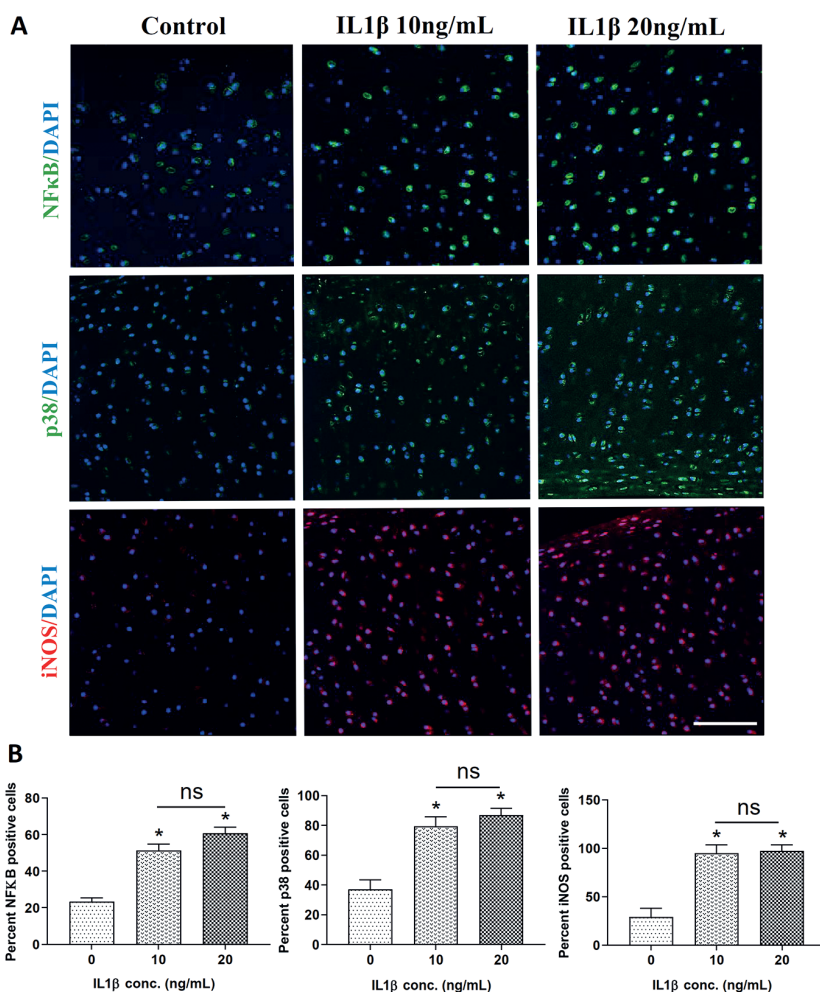 A
Control
IL1β 10ng/mL
IL1β 20ng/mL
NFκB/DAPI
p38/DAPI
iNOS/DAPI
B
Percent NFΚB positive cells
80
60
40
20
0
*
*
ns
0 10 20
IL1β conc. (ng/mL)
Percent p38 positive cells
100
80
60
40
20
0
*
*
ns
0 10 20
IL1β conc. (ng/mL)
Percent iNOS positive cells
150
100
50
0
*
*
ns
0 10 20
IL1β conc. (ng/mL)